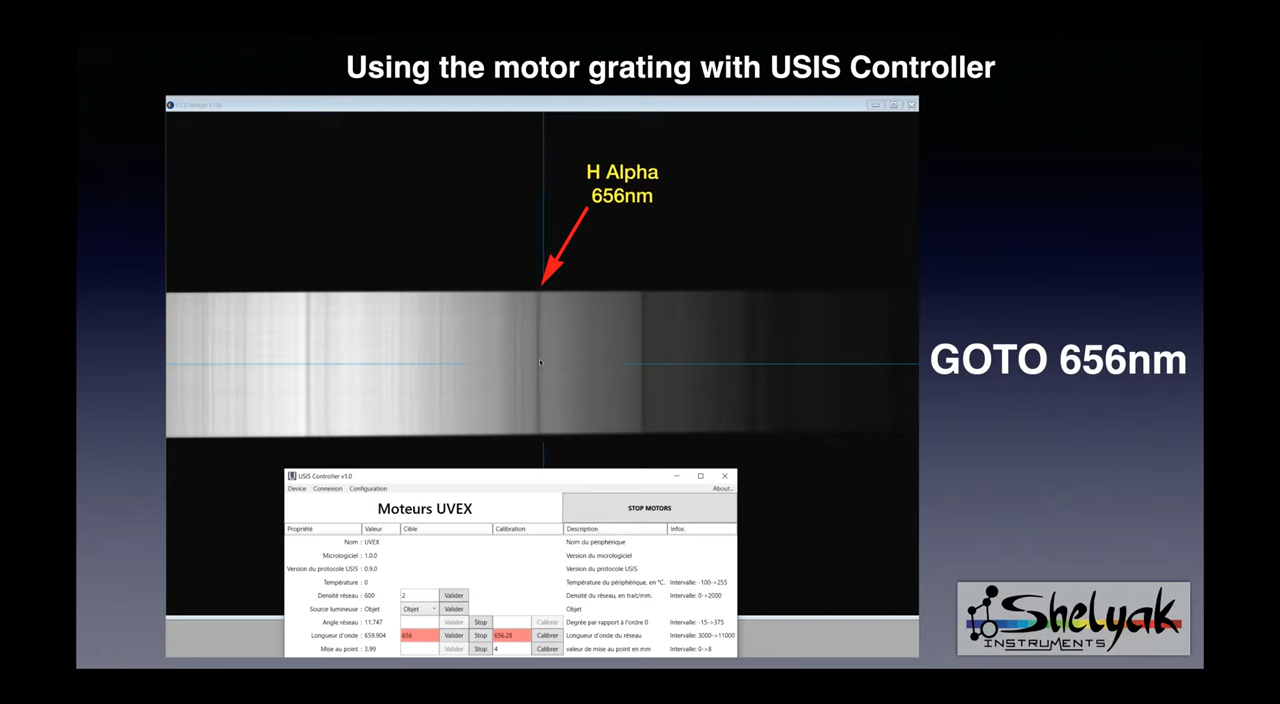 Using the motor grating with USIS Controller
H Alpha
656nm
GOTO 656nm
USIS Controller v1.0
Device Connexion Configuration About...
Moteurs UVEX STOP MOTORS
Propriété Valeur Cible Calibration Description Infos
Nom : UVEX Nom du périphérique
Micrologiciel : 1.0.0 Version du micrologiciel
Version du protocole USIS : 0.9.0 Version du protocole USIS
Température : 0 Température du périphérique, en °C. Intervalle: -100->255
Densité réseau : 600 2 Valider Densité du réseau, en trait/mm. Intervalle: 0->2000
Source lumineuse : Objet Objet Valider Objet
Angle réseau : 11.747 Valider Stop Calibrer Degrée par rapport à l'ordre 0 Intervalle: -15->375
Longueur d'onde : 659.904 656 Valider Stop 656.28 Calibrer Longueur d'onde du réseau Intervalle: 3000->11000
Mise au point : 3.99 Valider Stop 4 Calibrer valeur de mise au point en mm Intervalle: 0->8
Shelyak
INSTRUMENTS